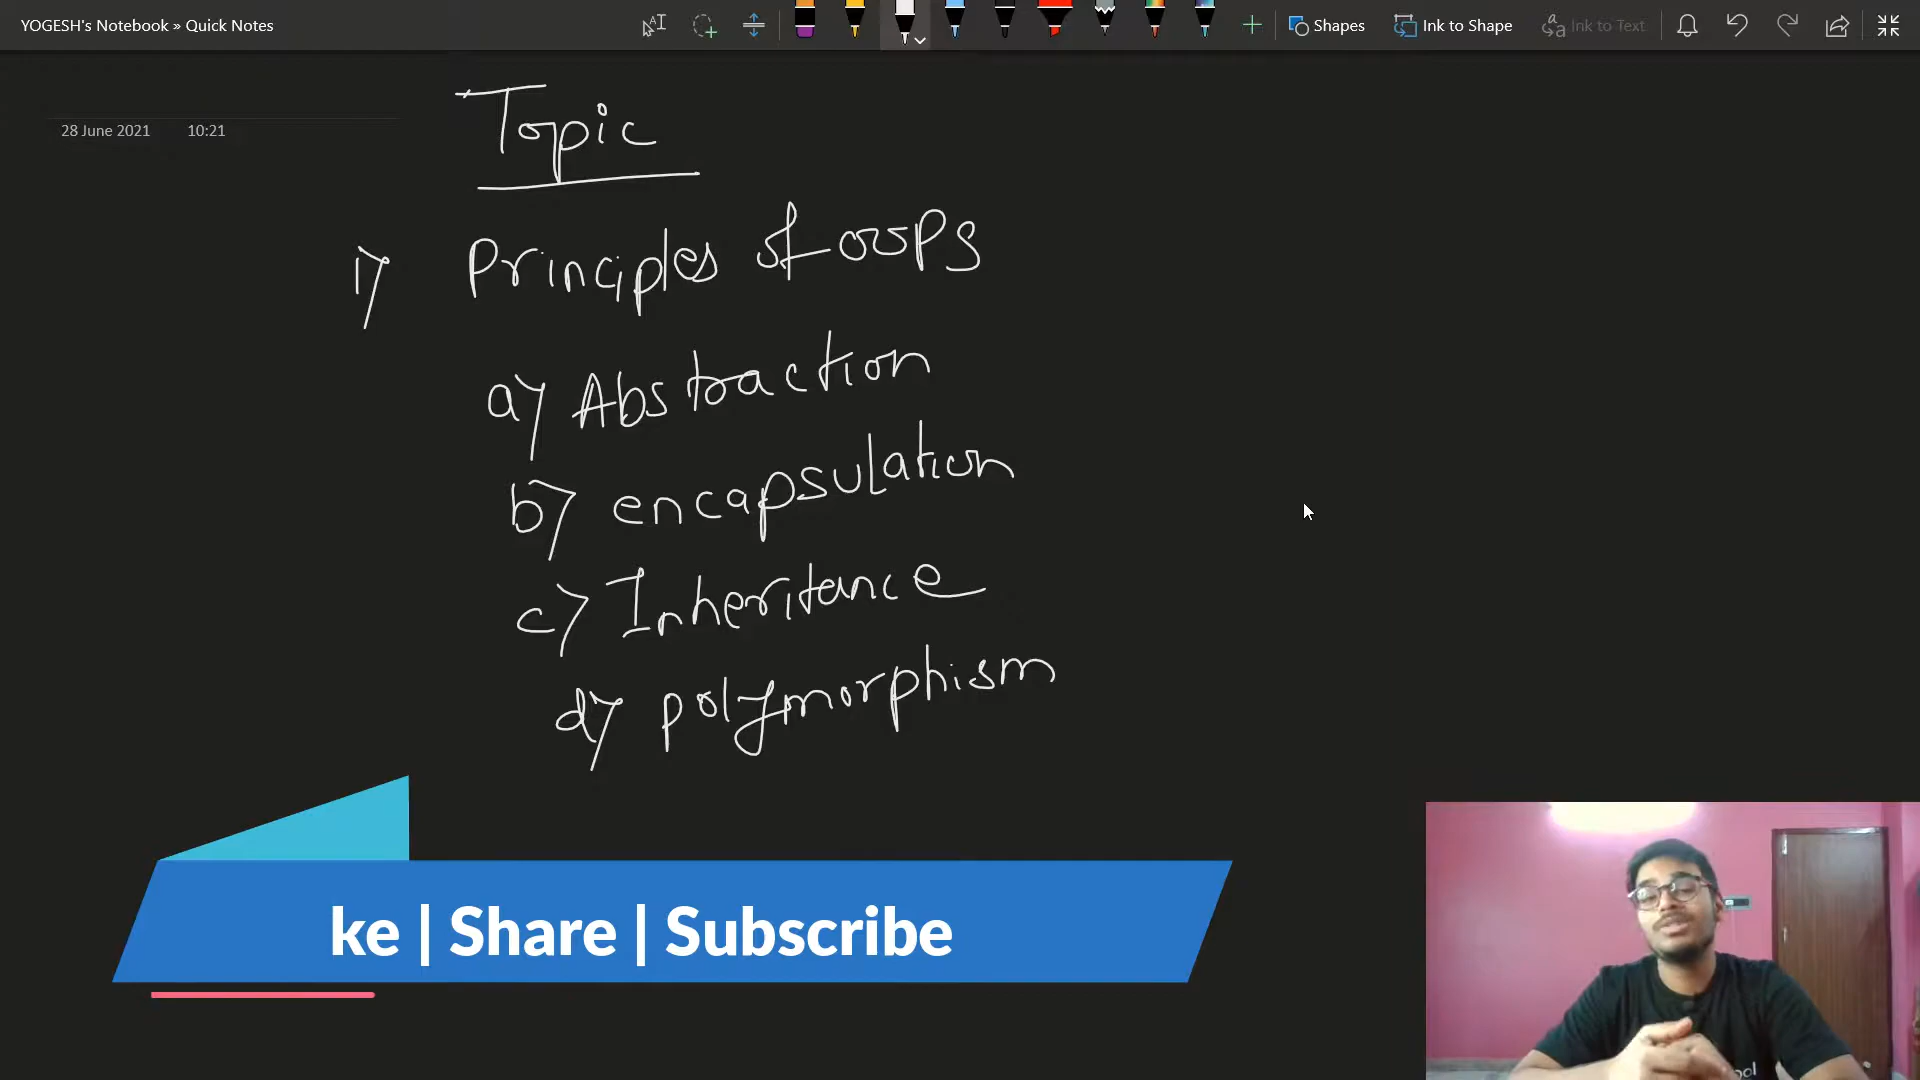 YOGESH's Notebook » Quick Notes
Shapes
Ink to Shape
Ink to Text
28 June 2021 10:21
Topic
1) Principles of OOPS
a) Abstraction
b) encapsulation
c) Inheritance
d) polymorphism
ke | Share | Subscribe